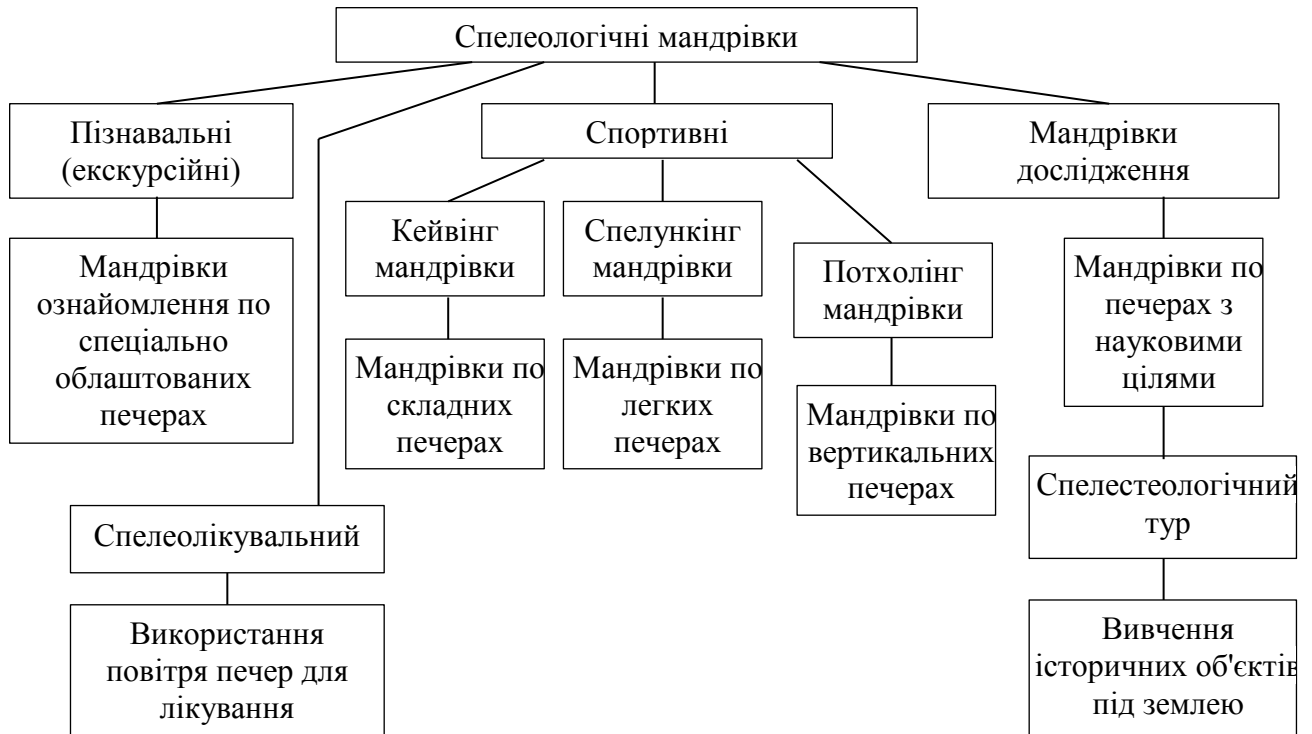 Спелеологічні мандрівки
Пізнавальні
(екскурсійні)
Спортивні
Мандрівки
дослідження
Мандрівки
ознайомлення по
спеціально
облаштованих
печерах
Кейвінг
мандрівки
Спелункінг
мандрівки
Потхолінг
мандрівки
Мандрівки по
печерах з
науковими
цілями
Мандрівки по
складних
печерах
Мандрівки по
легких
печерах
Мандрівки по
вертикальних
печерах
Спелестеологічний
тур
Спелеолікувальний
Використання
повітря печер для
лікування
Вивчення
історичних об'єктів
під землею